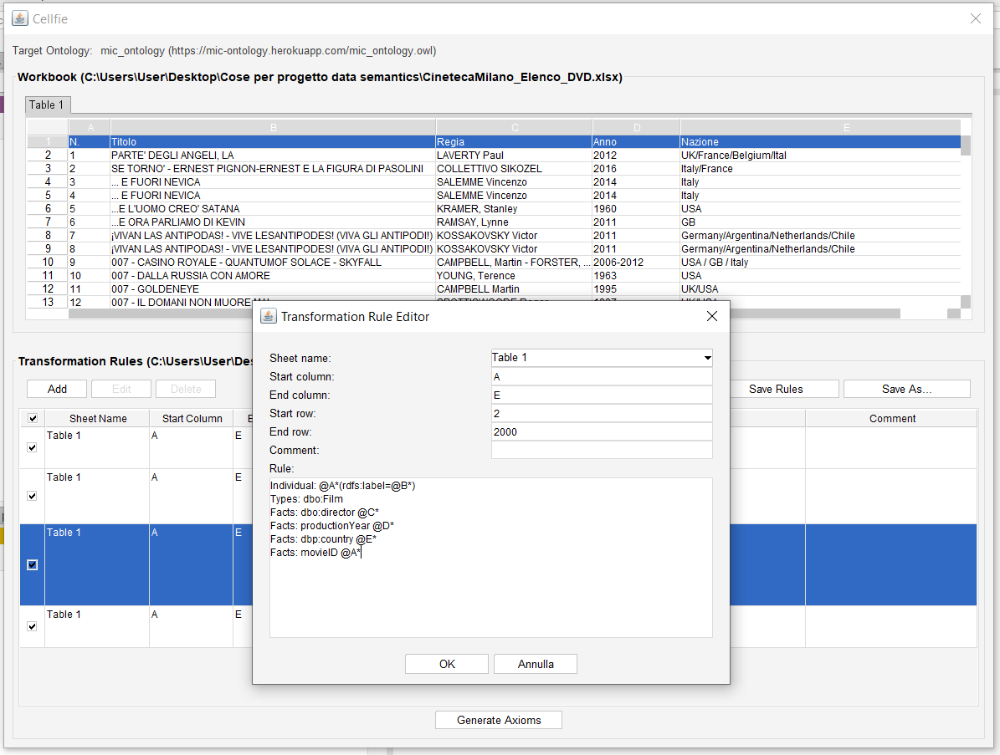 Cellfie
Target Ontology: mic_ontology (https://mic-ontology.herokuapp.com/mic_ontology.owl)
Workbook (C:\Users\User\Desktop\Cose per progetto data semantics\CinetecaMilano_Elenco_DVD.xlsx)
Table 1
A B C D E
1 N. Titolo Regia Anno Nazione
2 1 PARTE' DEGLI ANGELI, LA LAVERTY Paul 2012 UK/France/Belgium/Ital
3 2 SE TORNO' - ERNEST PIGNON-ERNEST E LA FIGURA DI PASOLINI COLLETTIVO SIKOZEL 2016 Italy/France
4 3 ... E FUORI NEVICA SALEMME Vincenzo 2014 Italy
5 4 ... E FUORI NEVICA SALEMME Vincenzo 2014 Italy
6 5 ...E L'UOMO CREO' SATANA KRAMER, Stanley 1960 USA
7 6 ...E ORA PARLIAMO DI KEVIN RAMSAY, Lynne 2011 GB
8 7 ¡VIVAN LAS ANTIPODAS! - VIVE LESANTIPODES! (VIVA GLI ANTIPODI!) KOSSAKOVSKY Victor 2011 Germany/Argentina/Netherlands/Chile
9 8 ¡VIVAN LAS ANTIPODAS! - VIVE LESANTIPODES! (VIVA GLI ANTIPODI!) KOSSAKOVSKY Victor 2011 Germany/Argentina/Netherlands/Chile
10 9 007 - CASINO ROYALE - QUANTUMOF SOLACE - SKYFALL CAMPBELL, Martin - FORSTER, ... 2006-2012 USA / GB / Italy
11 10 007 - DALLA RUSSIA CON AMORE YOUNG, Terence 1963 USA
12 11 007 - GOLDENEYE CAMPBELL Martin 1995 UK/USA
13 12 007 - IL DOMANI NON MUORE
Transformation Rule Editor
Sheet name: Table 1
Start column: A
End column: E
Start row: 2
End row: 2000
Comment:
Rule:
Individual: @A*(rdfs:label=@B*)
Types: dbo:Film
Facts: dbo:director @C*
Facts: productionYear @D*
Facts: dbp:country @E*
Facts: movieID @A*
OK Annulla
Transformation Rules (C:\Users\User\Des
Add Edit Delete Save Rules Save As...
Sheet Name Start Column E Comment
Table 1 A E
Table 1 A E
Table 1 A E
Table 1 A E
Generate Axioms